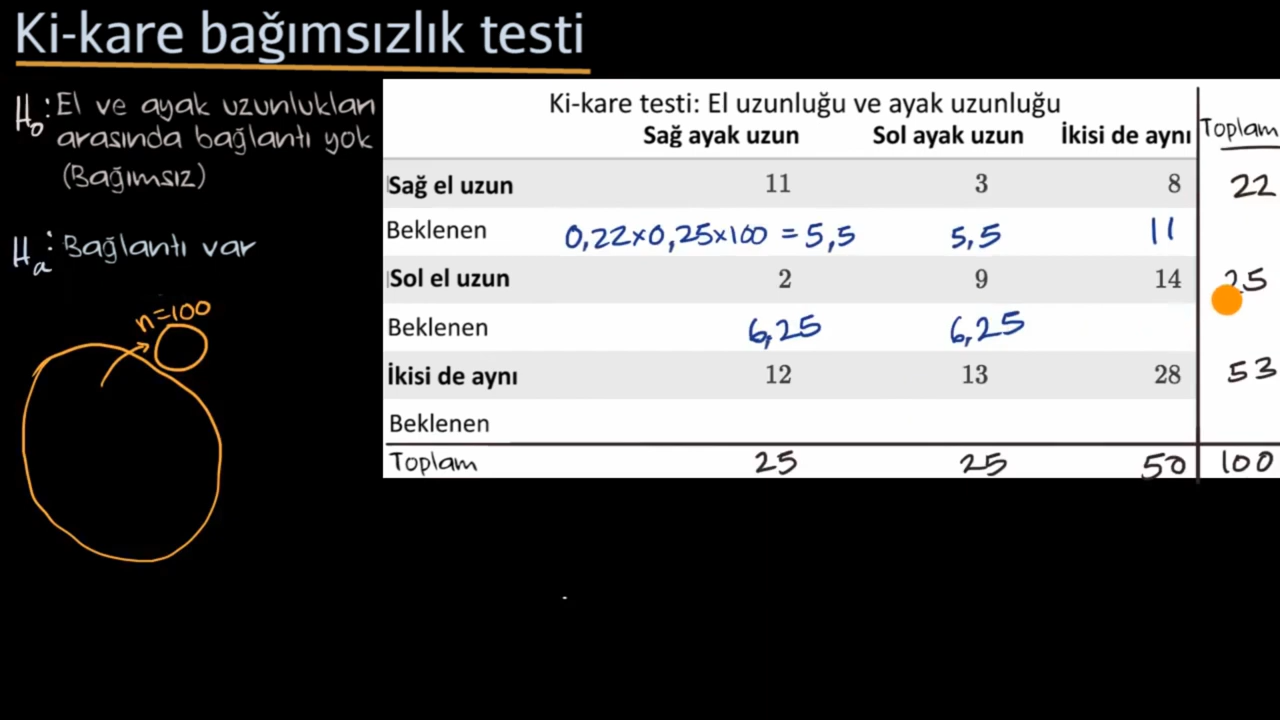 Ki-kare bağımsızlık testi
H₀: El ve ayak uzunlukları
arasında bağlantı yok
(Bağımsız)
Hₐ: Bağlantı var
n=100
Ki-kare testi: El uzunluğu ve ayak uzunluğu
Sağ ayak uzun Sol ayak uzun İkisi de aynı Toplam
Sağ el uzun 11 3 8 22
Beklenen 0,22×0,25×100 = 5,5 5,5 11
Sol el uzun 2 9 14 25
Beklenen 6,25 6,25
İkisi de aynı 12 13 28 53
Beklenen
Toplam 25 25 50 100